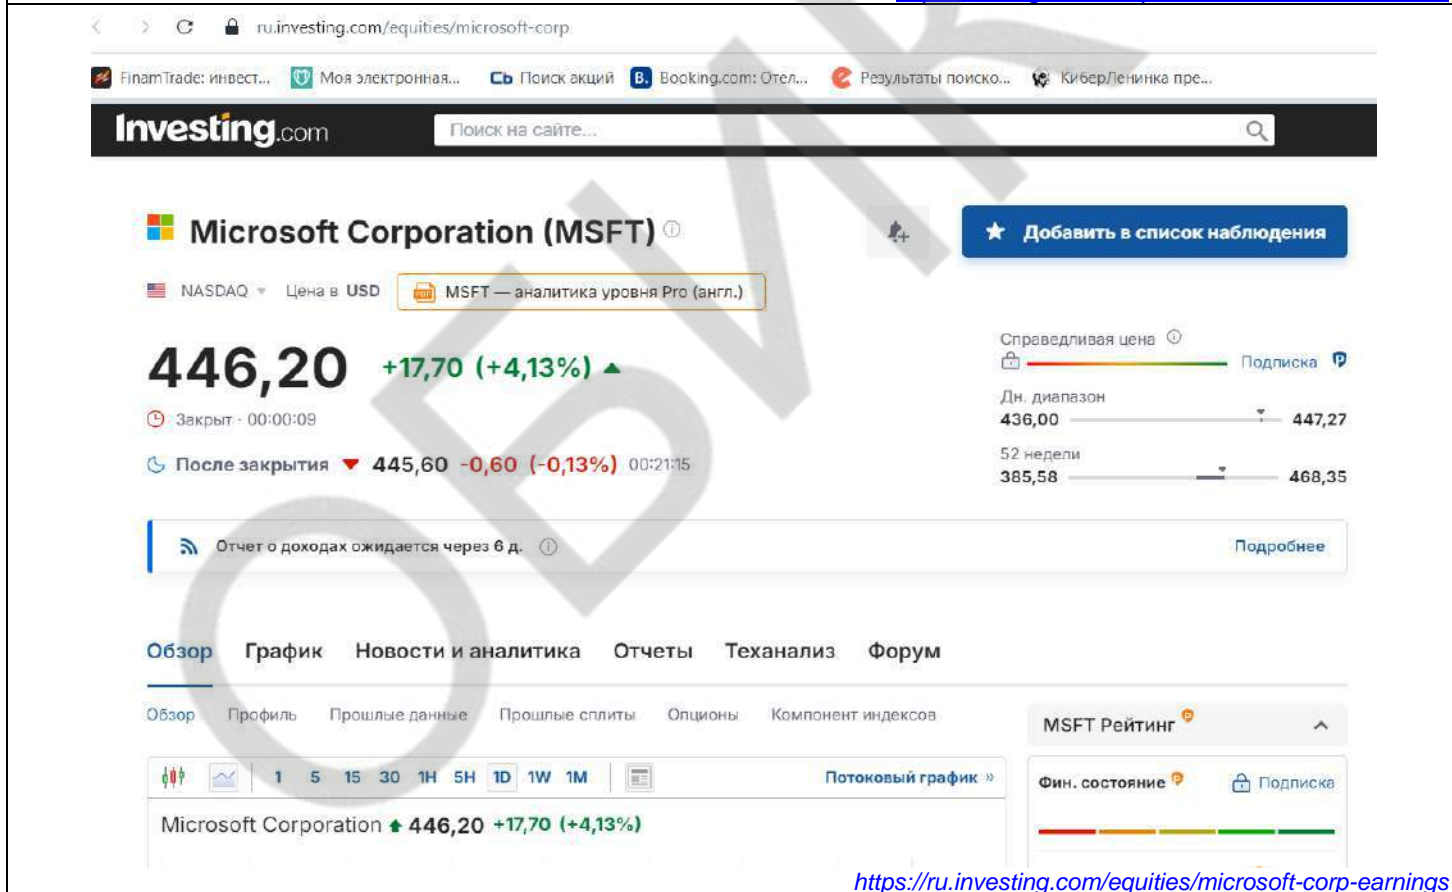 ru.investing.com/equities/microsoft-corp
FinamTrade: инвест... Моя электронная... Сь Поиск акций B. Booking.com: Отел... Результаты поиско... КиберЛенинка пре...
Investing.com Поиск на сайте...
Microsoft Corporation (MSFT)
Добавить в список наблюдения
NASDAQ Цена в USD MSFT — аналитика уровня Pro (англ.)
446,20 +17,70 (+4,13%)
Закрыт · 00:00:09
После закрытия 445,60 -0,60 (-0,13%) 00:21:15
Справедливая цена
Подписка
Дн. диапазон
436,00 447,27
52 недели
385,58 468,35
Отчет о доходах ожидается через 6 д. Подробнее
Обзор График Новости и аналитика Отчеты Теханализ Форум
Обзор Профиль Прошлые данные Прошлые сплиты Опционы Компонент индексов
MSFT Рейтинг
1 5 15 30 1H 5H 1D 1W 1M Потоковый график »
Фин. состояние Подписка
Microsoft Corporation 446,20 +17,70 (+4,13%)
https://ru.investing.com/equities/microsoft-corp-earnings